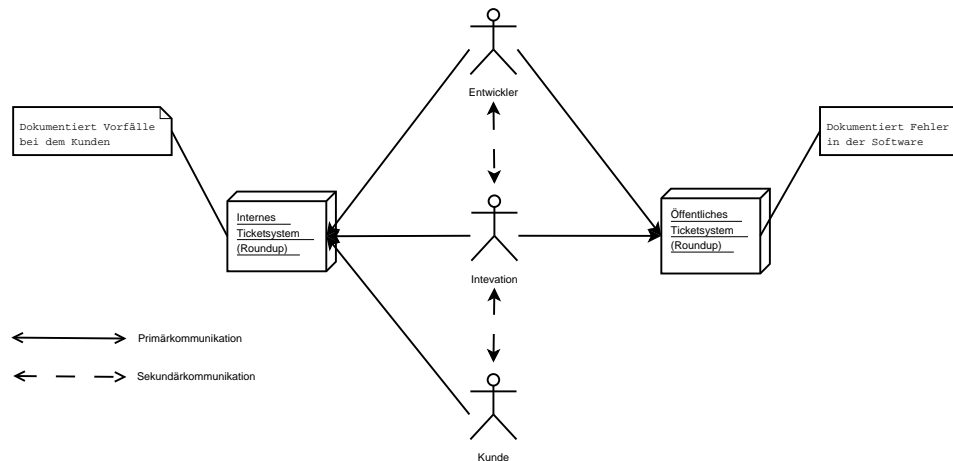 Entwickler
Dokumentiert Vorfälle
bei dem Kunden
Dokumentiert Fehler
in der Software
Internes
Ticketsystem
(Roundup)
Öffentliches
Ticketsystem
(Roundup)
Intevation
Primärkommunikation
Sekundärkommunikation
Kunde